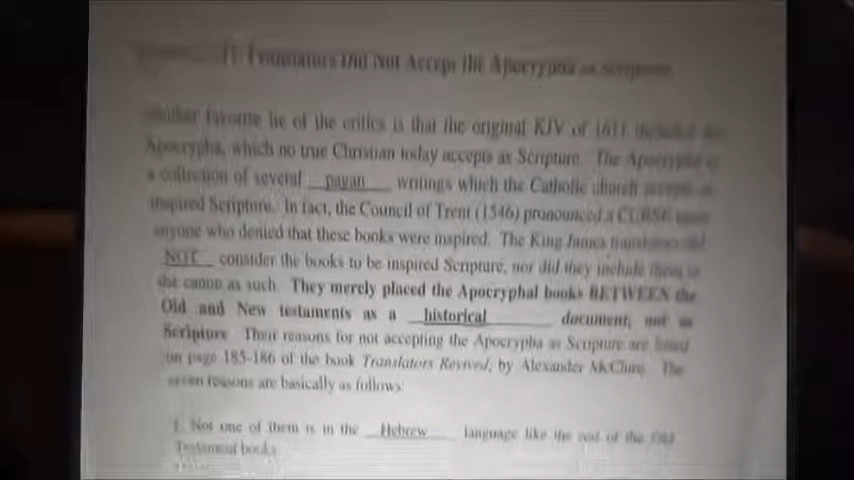 Translators Did Not Accept the Apocrypha as Scripture
favorite lie of the critics is that the original KJV of 1611 included the
Apocrypha, which no true Christian today accepts as Scripture. The Apocrypha is
a collection of several pagan writings which the Catholic church accepts as
inspired Scripture. In fact, the Council of Trent (1546) pronounced a CURSE upon
anyone who denied that these books were inspired. The King James translators did
NOT consider the books to be inspired Scripture, nor did they include them in
the canon as such. They merely placed the Apocryphal books BETWEEN the
Old and New testaments as a historical document, not as
Scripture. Their reasons for not accepting the Apocrypha as Scripture are listed
on page 185-186 of the book Translators Revived, by Alexander McClure. The
seven reasons are basically as follows:
1. Not one of them is in the Hebrew language like the rest of the Old
Testament books